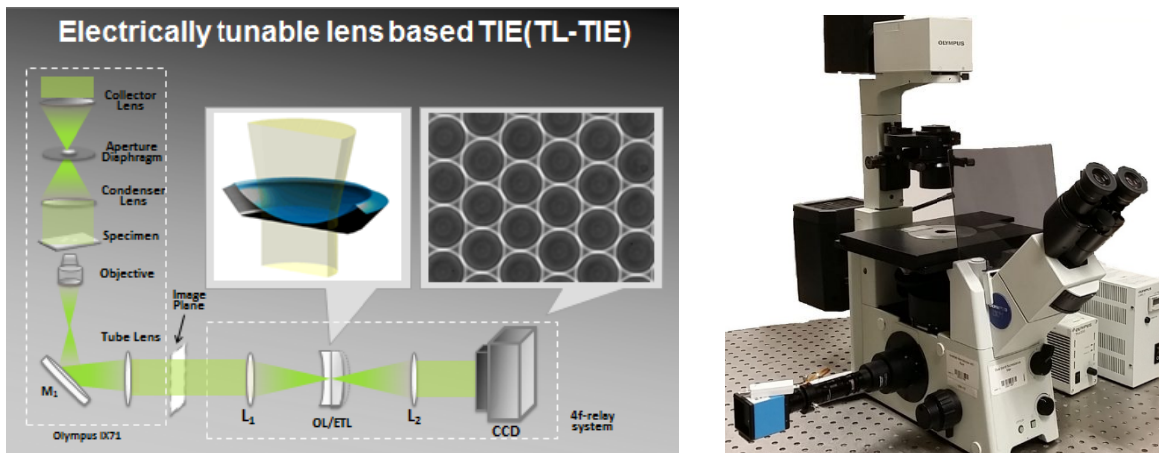 Electrically tunable lens based TIE(TL-TIE)
Collector
Lens
Aperture
Diaphragm
Condenser
Lens
Specimen
Objective
Image
Plane
Tube Lens
M₁
L₁
OL/ETL
L₂
CCD
4f-relay
system
Olympus IX71
OLYMPUS